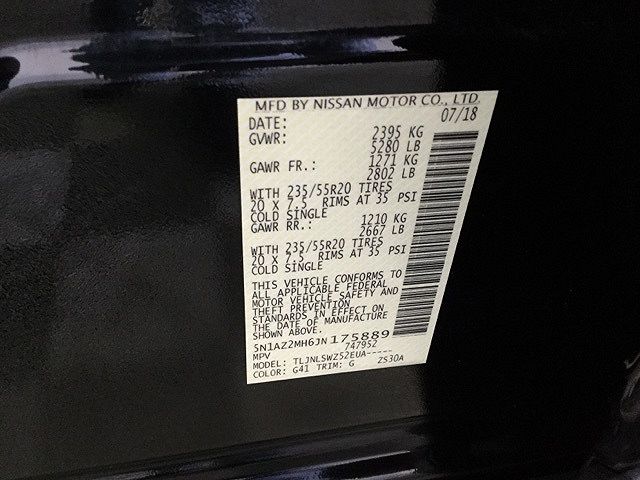 MFD BY NISSAN MOTOR CO., LTD.
DATE: 07/18
GVWR: 2395 KG
5280 LB
GAWR FR.: 1271 KG
2802 LB
WITH 235/55R20 TIRES
20 X 7.5 RIMS AT 35 PSI
COLD SINGLE
GAWR RR.: 1210 KG
2667 LB
WITH 235/55R20 TIRES
20 X 7.5 RIMS AT 35 PSI
COLD SINGLE
THIS VEHICLE CONFORMS TO
ALL APPLICABLE FEDERAL
MOTOR VEHICLE SAFETY AND
THEFT PREVENTION
STANDARDS IN EFFECT ON
THE DATE OF MANUFACTURE
SHOWN ABOVE.
5N1AZ2MH6JN175889
MPV 747952
MODEL: TLJNLSWZ52EUA-----
COLOR: G41 TRIM: G ZS30A